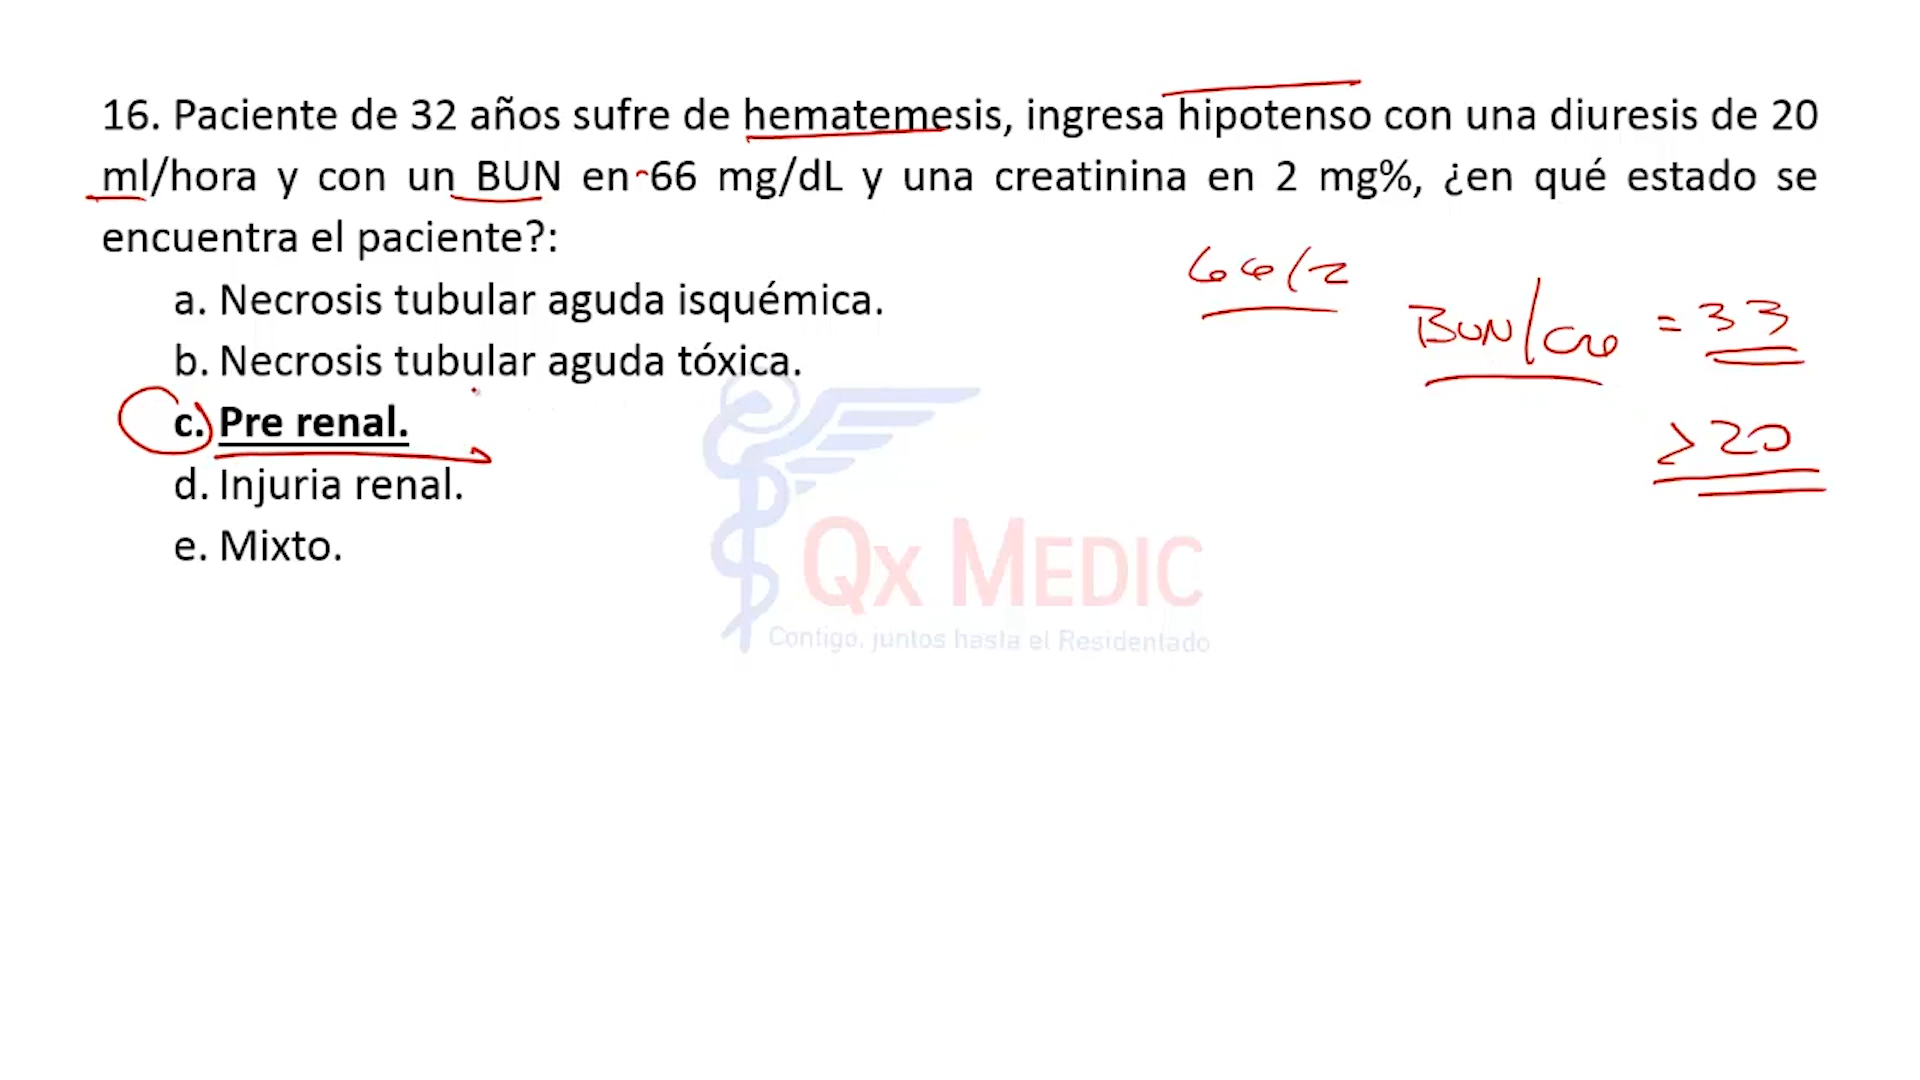 16. Paciente de 32 años sufre de hematemesis, ingresa hipotenso con una diuresis de 20
ml/hora y con un BUN en 66 mg/dL y una creatinina en 2 mg%, ¿en qué estado se
encuentra el paciente?:
66/2
a. Necrosis tubular aguda isquémica.
BUN/Cre = 33
b. Necrosis tubular aguda tóxica.
c. Pre renal.
≥20
d. Injuria renal.
e. Mixto.
Qx MEDIC
Contigo, juntos hasta el Residentado